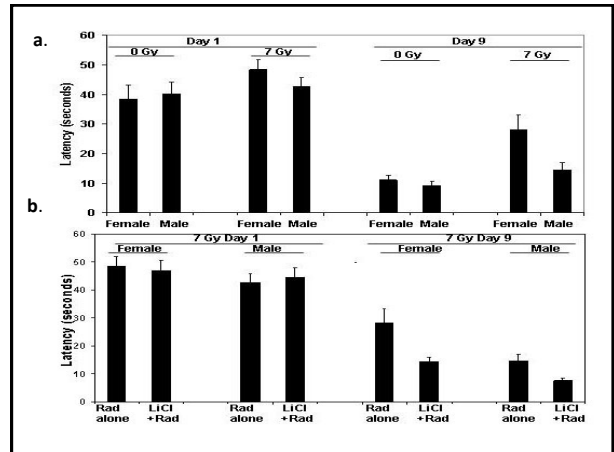 a.
Day 1 Day 9
0 Gy 7 Gy 0 Gy 7 Gy
Latency (seconds)
60
50
40
30
20
10
0
Female Male Female Male Female Male Female Male
b.
7 Gy Day 1 7 Gy Day 9
Female Male Female Male
Latency (seconds)
60
50
40
30
20
10
0
Rad LiCl Rad LiCl Rad LiCl Rad LiCl
alone +Rad alone +Rad alone +Rad alone +Rad